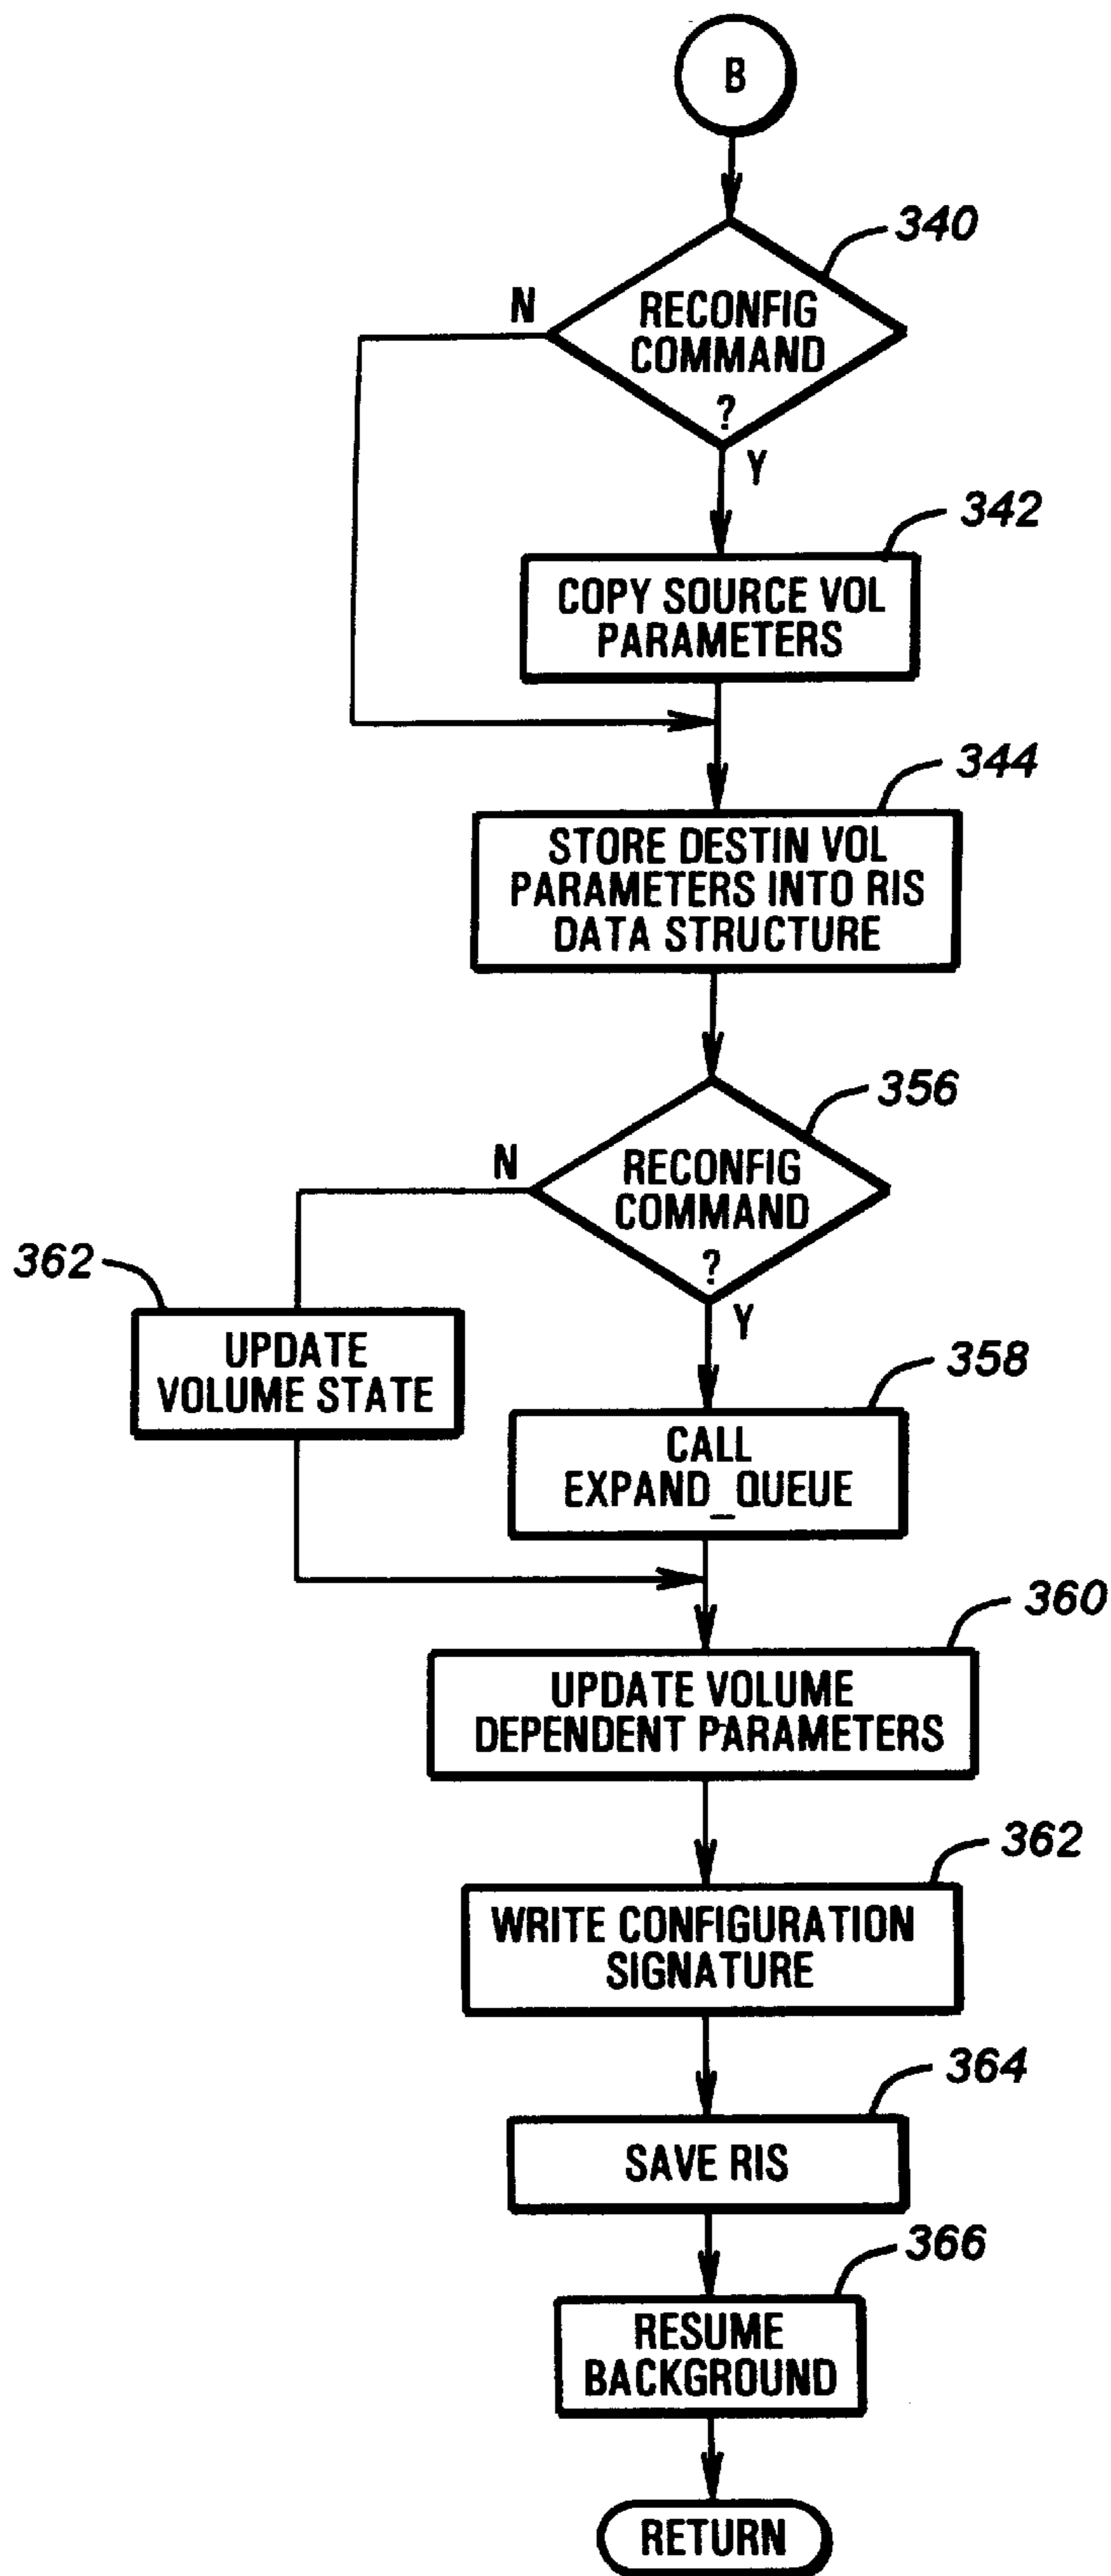 B
340
N
RECONFIG
COMMAND
?
Y
342
COPY SOURCE VOL
PARAMETERS
344
STORE DESTIN VOL
PARAMETERS INTO RIS
DATA STRUCTURE
356
N
RECONFIG
COMMAND
?
Y
362
UPDATE
VOLUME STATE
358
CALL
EXPAND_QUEUE
360
UPDATE VOLUME
DEPENDENT PARAMETERS
362
WRITE CONFIGURATION
SIGNATURE
364
SAVE RIS
366
RESUME
BACKGROUND
RETURN